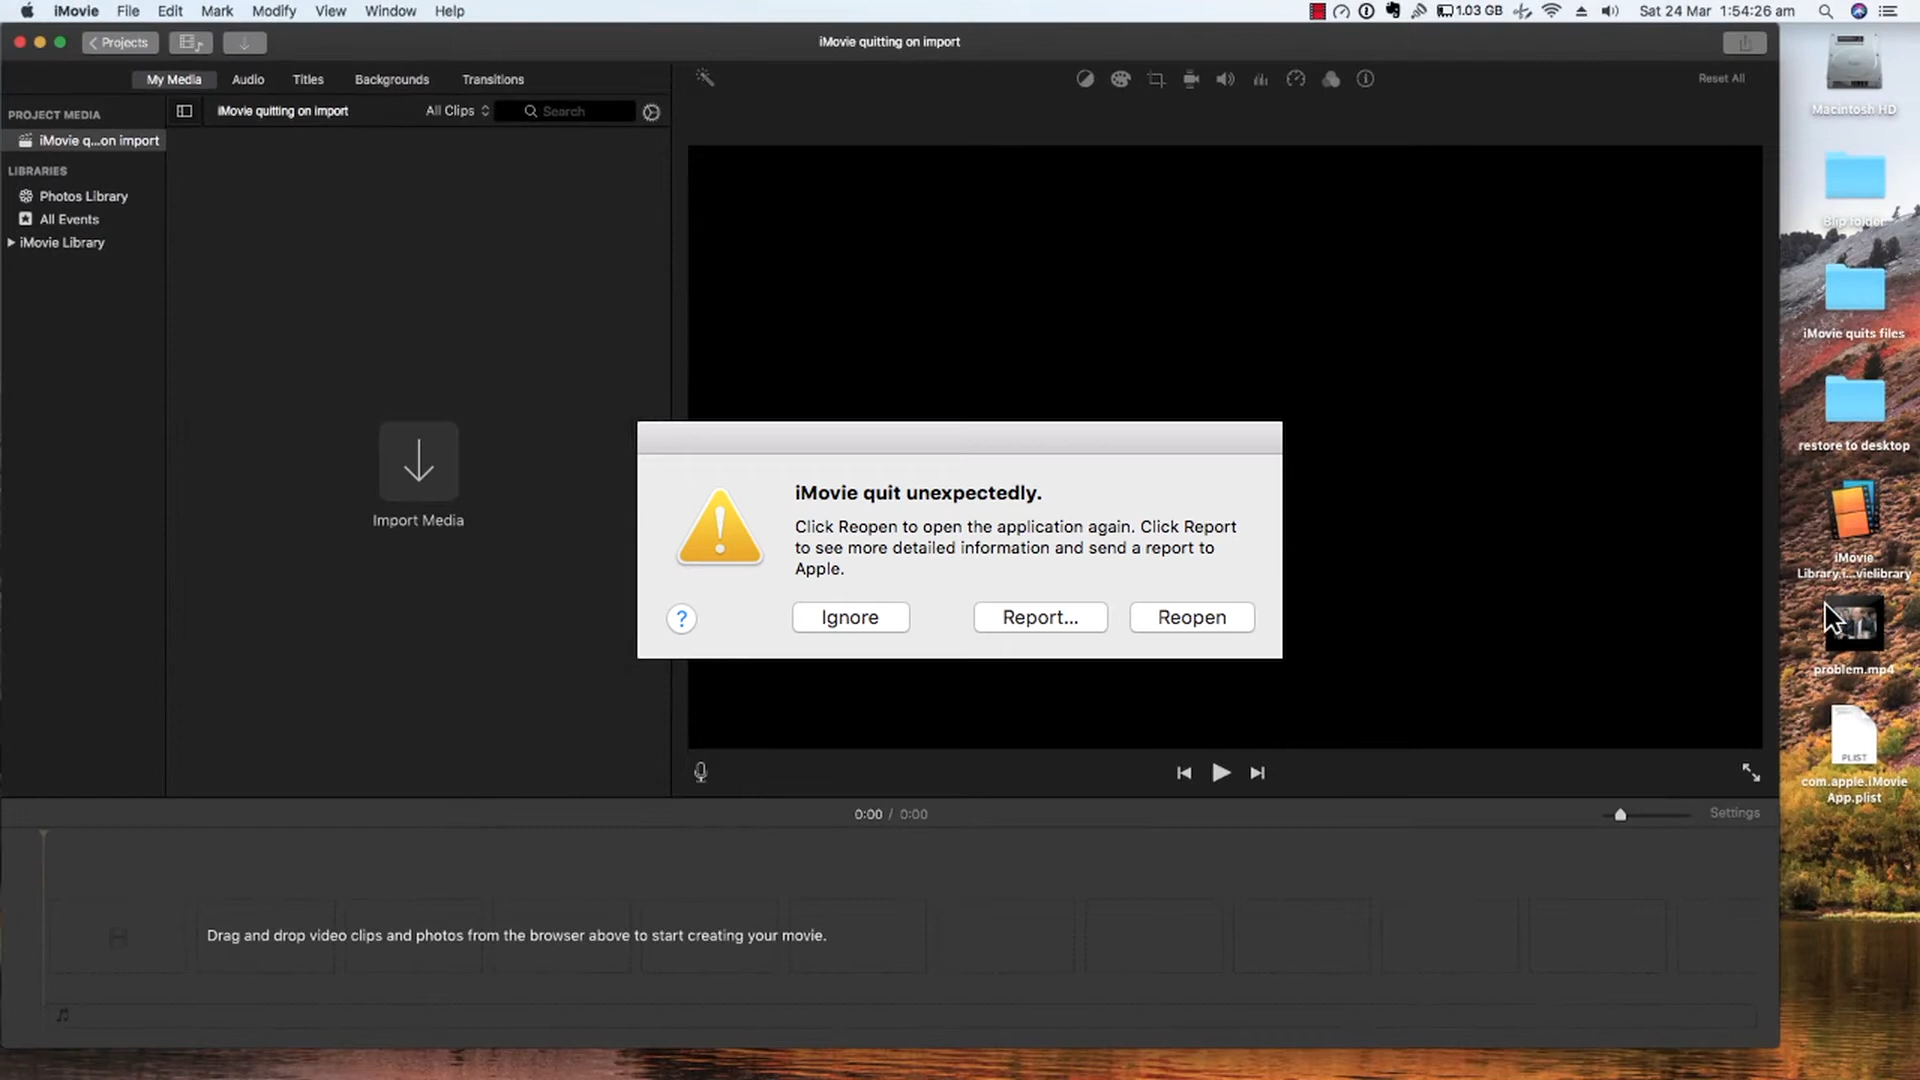 iMovie File Edit Mark Modify View Window Help
1.03 GB Sat 24 Mar 1:54:26 am
Projects
iMovie quitting on import
My Media Audio Titles Backgrounds Transitions
Reset All
PROJECT MEDIA
iMovie quitting on import All Clips Search
iMovie q...on import
LIBRARIES
Photos Library
All Events
iMovie Library
Import Media
iMovie quit unexpectedly.
Click Reopen to open the application again. Click Report
to see more detailed information and send a report to
Apple.
? Ignore Report... Reopen
0:00 / 0:00
Settings
Drag and drop video clips and photos from the browser above to start creating your movie.
Macintosh HD
Blip folder
iMovie quits files
restore to desktop
iMovie
Library.i...vielibrary
problem.mp4
PLIST
com.apple.iMovie
App.plist